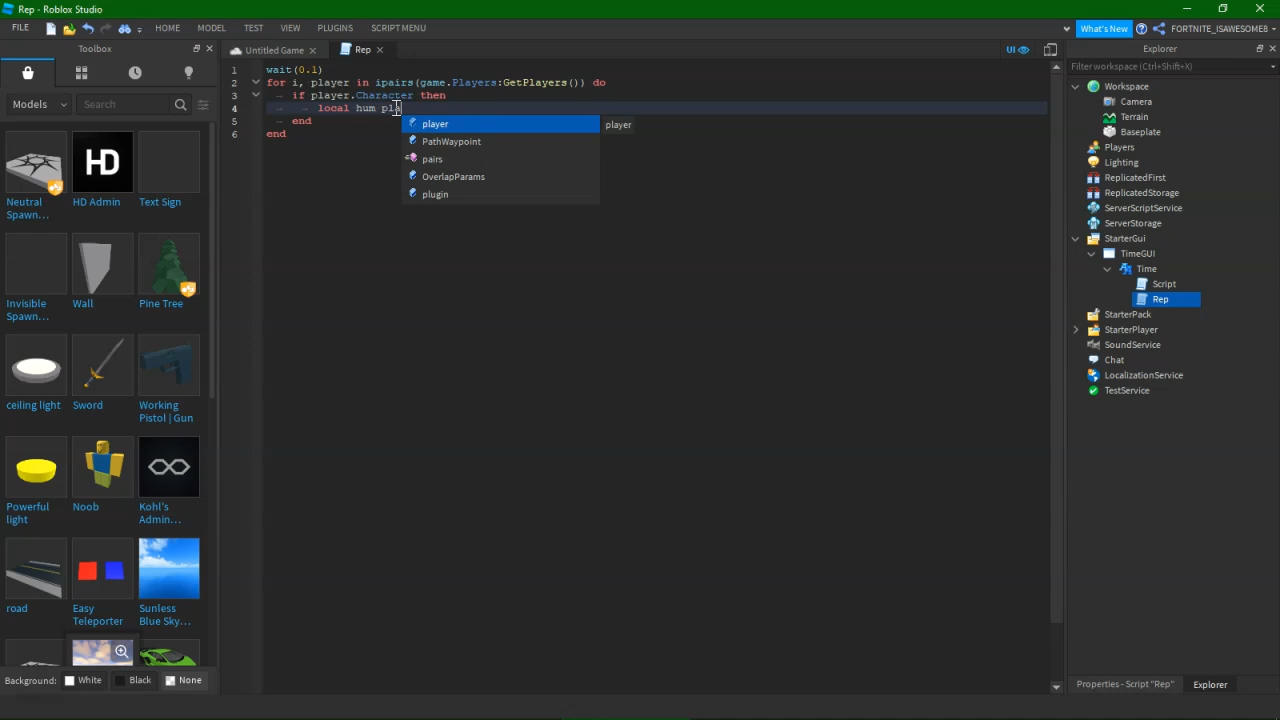 Rep - Roblox Studio
FILE
HOME
MODEL
TEST
VIEW
PLUGINS
SCRIPT MENU
What's New
FORTNITE_ISAWESOME8
Toolbox
Models
Search
Neutral
Spawn...
HD
HD Admin
Text Sign
Invisible
Spawn...
Wall
Pine Tree
ceiling light
Sword
Working
Pistol | Gun
Powerful
light
Noob
Kohl's
Admin...
road
Easy
Teleporter
Sunless
Blue Sky...
Background:
White
Black
None
Untitled Game
Rep
UI
1 wait(0.1)
2 for i, player in ipairs(game.Players:GetPlayers()) do
3 if player.Character then
4 local hum pla
5 end
6 end
player
player
PathWaypoint
pairs
OverlapParams
plugin
Explorer
Filter workspace (Ctrl+Shift+X)
Workspace
Camera
Terrain
Baseplate
Players
Lighting
ReplicatedFirst
ReplicatedStorage
ServerScriptService
ServerStorage
StarterGui
TimeGUI
Time
Script
Rep
StarterPack
StarterPlayer
SoundService
Chat
LocalizationService
TestService
Properties - Script "Rep"
Explorer